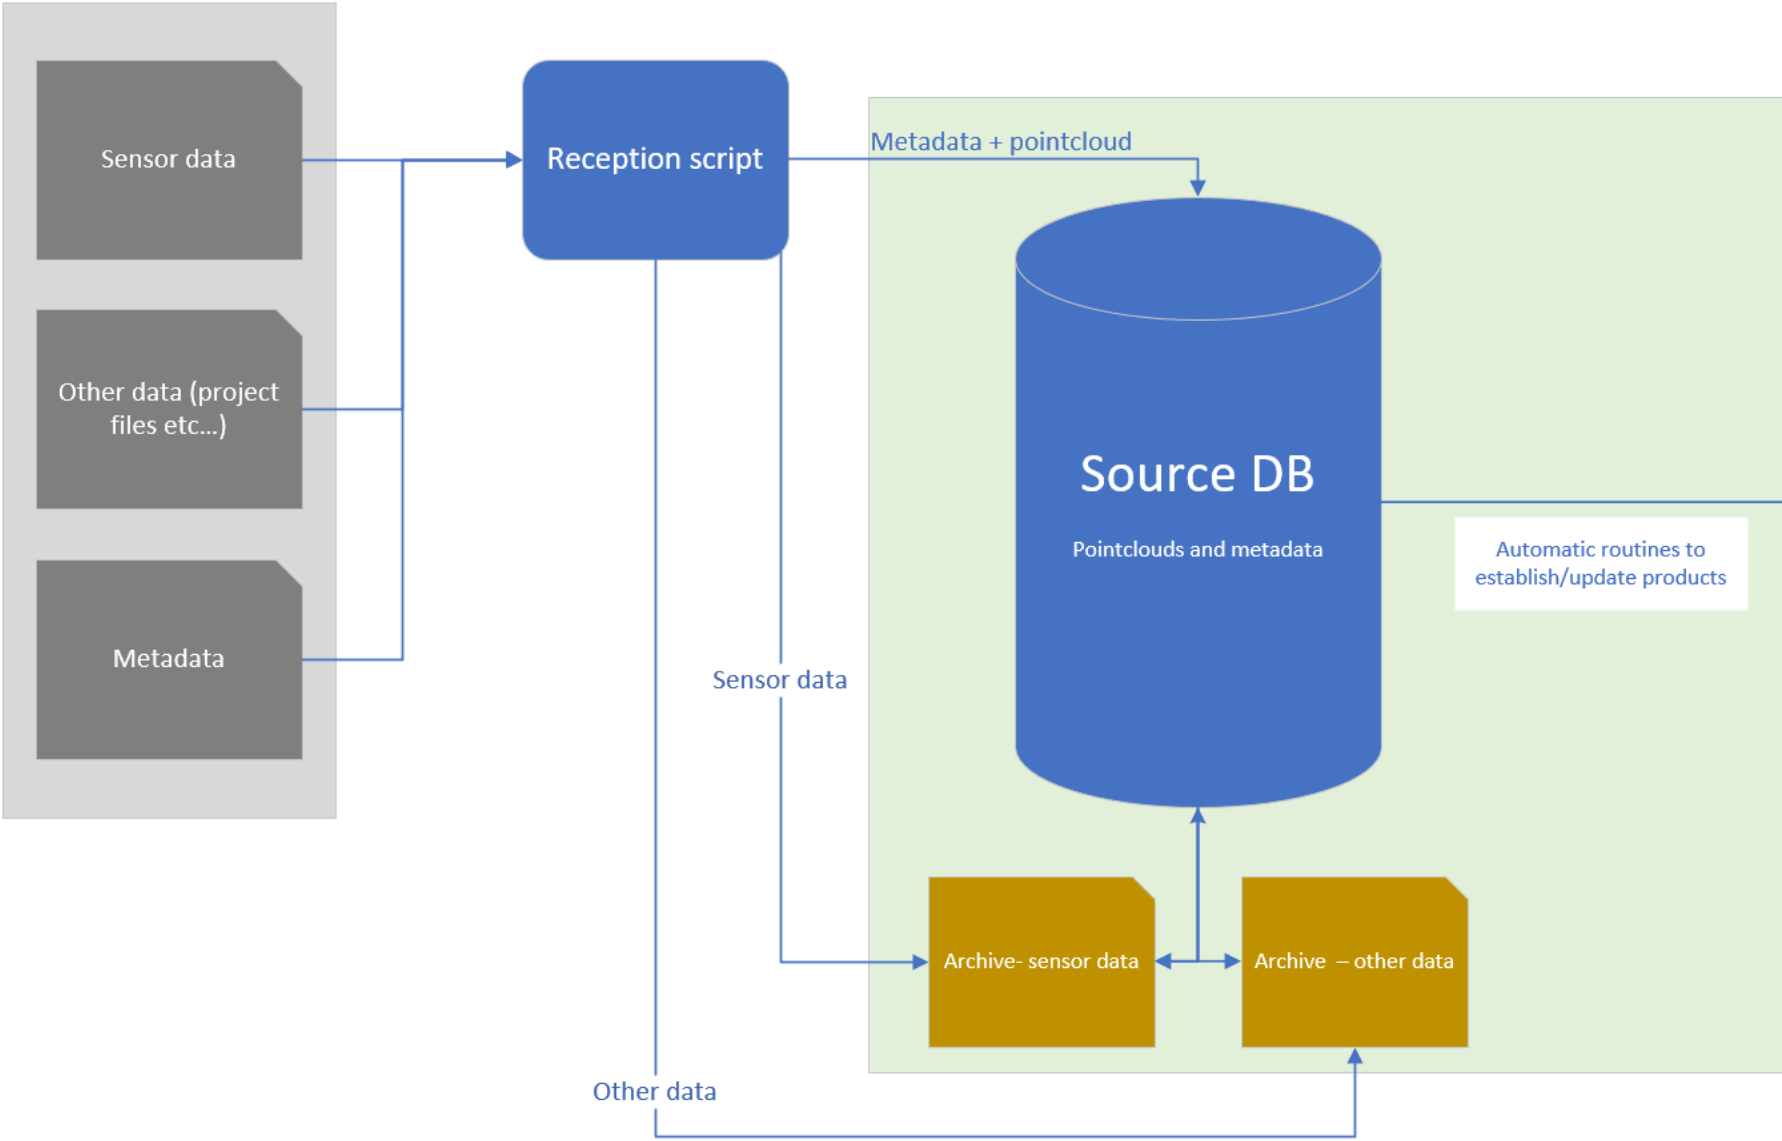 Sensor data
Other data (project
files etc...)
Metadata
Reception script
Metadata + pointcloud
Source DB
Pointclouds and metadata
Automatic routines to
establish/update products
Sensor data
Archive- sensor data
Archive – other data
Other data